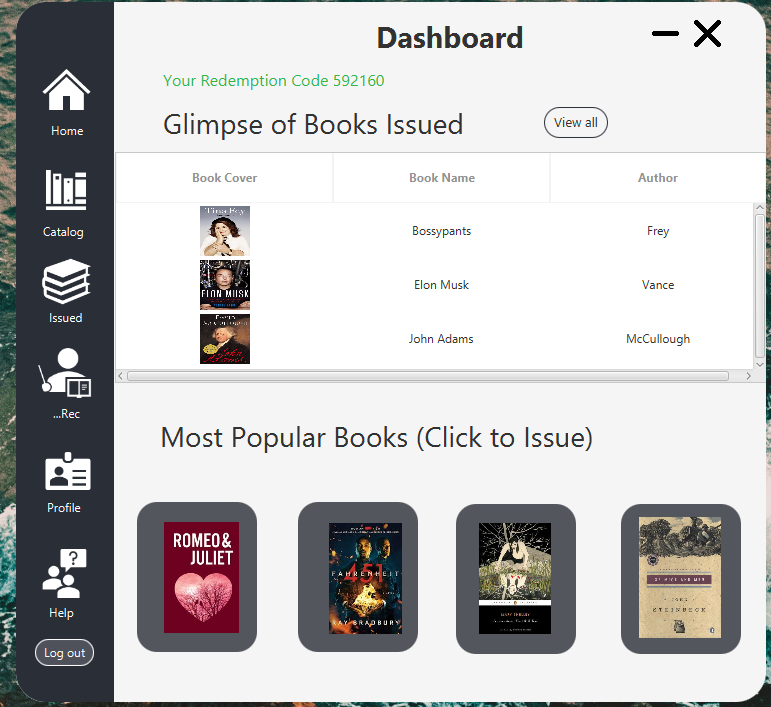 Dashboard
Your Redemption Code 592160
Glimpse of Books Issued
View all
Home
Catalog
Issued
...Rec
Profile
Help
Log out
Book Cover Book Name Author
Tina Fey
Bossypants Frey
ELON MUSK
Elon Musk Vance
John Adams McCullough
Most Popular Books (Click to Issue)
ROMEO &
JULIET
FAHRENHEIT
451
RAY BRADBURY
MARY SHELLEY
OF MICE AND MEN
JOHN
STEINBECK